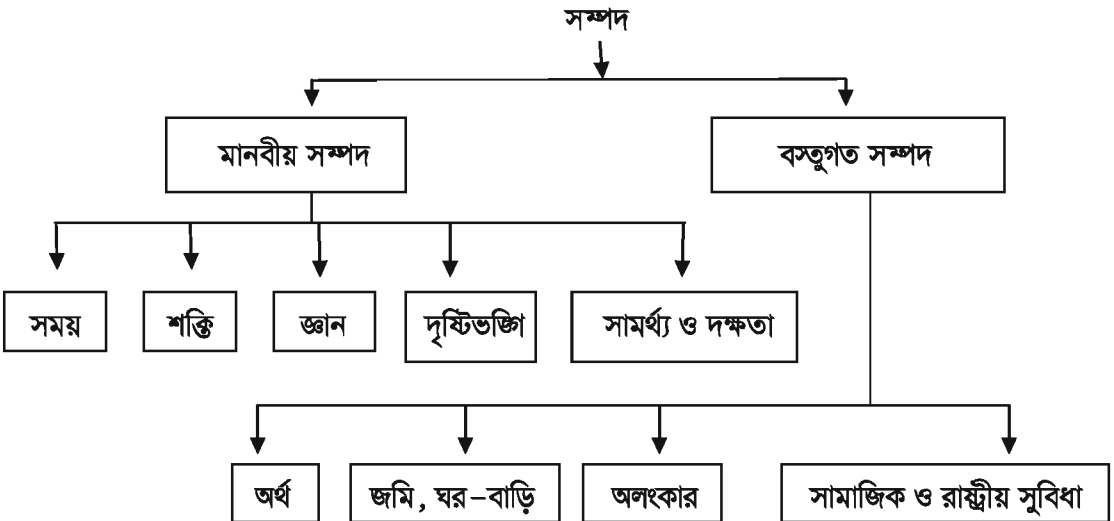 সম্পদ
মানবীয় সম্পদ
বস্তুগত সম্পদ
সময়
শক্তি
জ্ঞান
দৃষ্টিভঙ্গি
সামর্থ্য ও দক্ষতা
অর্থ
জমি, ঘর-বাড়ি
অলংকার
সামাজিক ও রাষ্ট্রীয় সুবিধা